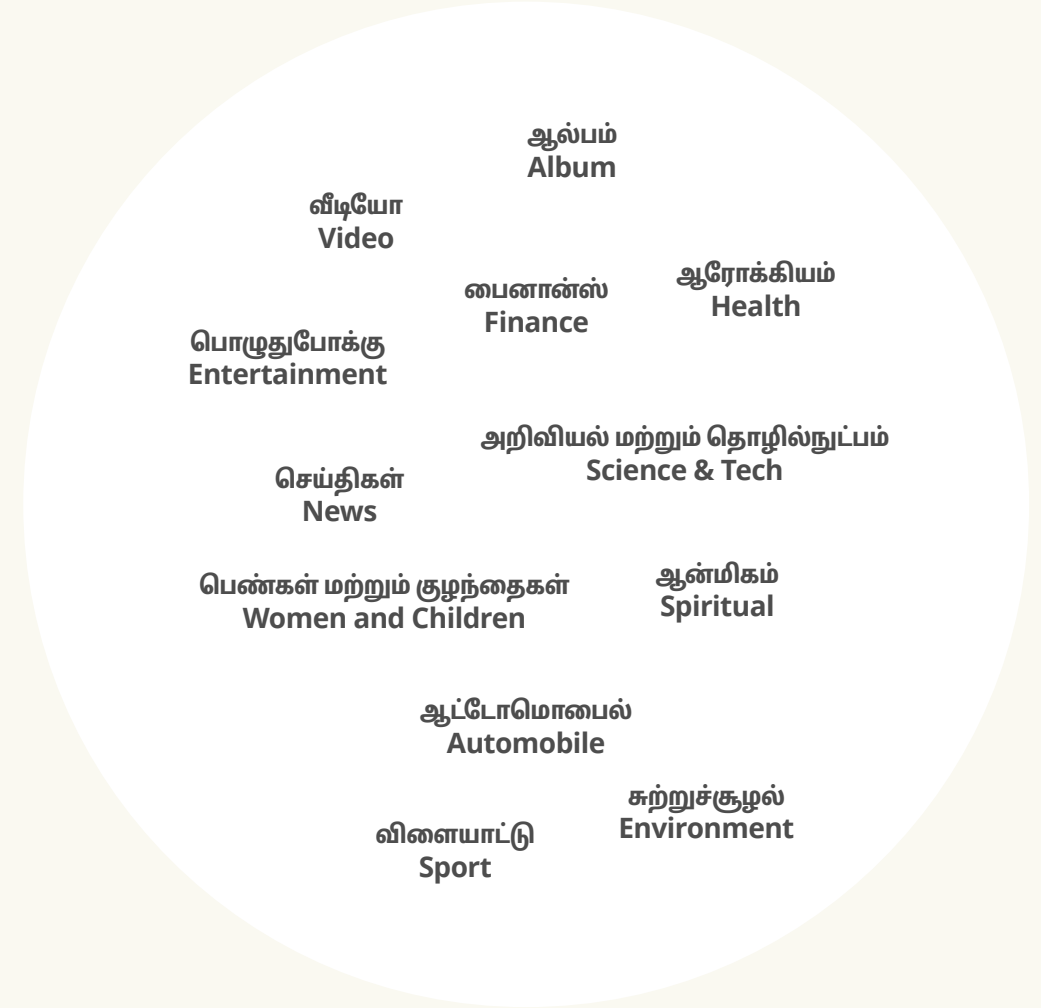 ஆல்பம்
Album
வீடியோ
Video
ஆரோக்கியம்
Health
பைனான்ஸ்
Finance
பொழுதுபோக்கு
Entertainment
அறிவியல் மற்றும் தொழில்நுட்பம்
Science & Tech
செய்திகள்
News
ஆன்மிகம்
Spiritual
பெண்கள் மற்றும் குழந்தைகள்
Women and Children
ஆட்டோமொபைல்
Automobile
சுற்றுச்சூழல்
Environment
விளையாட்டு
Sport